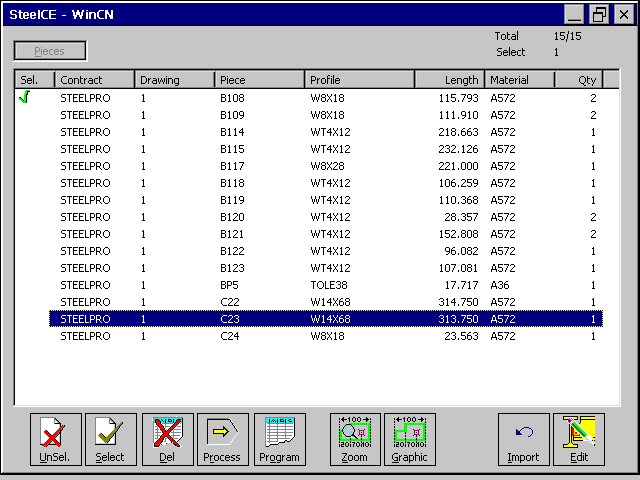 SteelCE - WinCN
Total 15/15
Pieces
Select 1
Sel. Contract Drawing Piece Profile Length Material Qty
STEELPRO 1 B108 W8X18 115.793 A572 2
STEELPRO 1 B109 W8X18 111.910 A572 2
STEELPRO 1 B114 WT4X12 218.663 A572 1
STEELPRO 1 B115 WT4X12 232.126 A572 1
STEELPRO 1 B117 W8X28 221.000 A572 1
STEELPRO 1 B118 WT4X12 106.259 A572 1
STEELPRO 1 B119 WT4X12 110.368 A572 1
STEELPRO 1 B120 WT4X12 28.357 A572 2
STEELPRO 1 B121 WT4X12 152.808 A572 2
STEELPRO 1 B122 WT4X12 96.082 A572 1
STEELPRO 1 B123 WT4X12 107.081 A572 1
STEELPRO 1 BP5 TOLE38 17.717 A36 1
STEELPRO 1 C22 W14X68 314.750 A572 1
STEELPRO 1 C23 W14X68 313.750 A572 1
STEELPRO 1 C24 W8X18 23.563 A572 1
100 100
UnSel. Select Del Process Program Zoom Graphic Import Edit